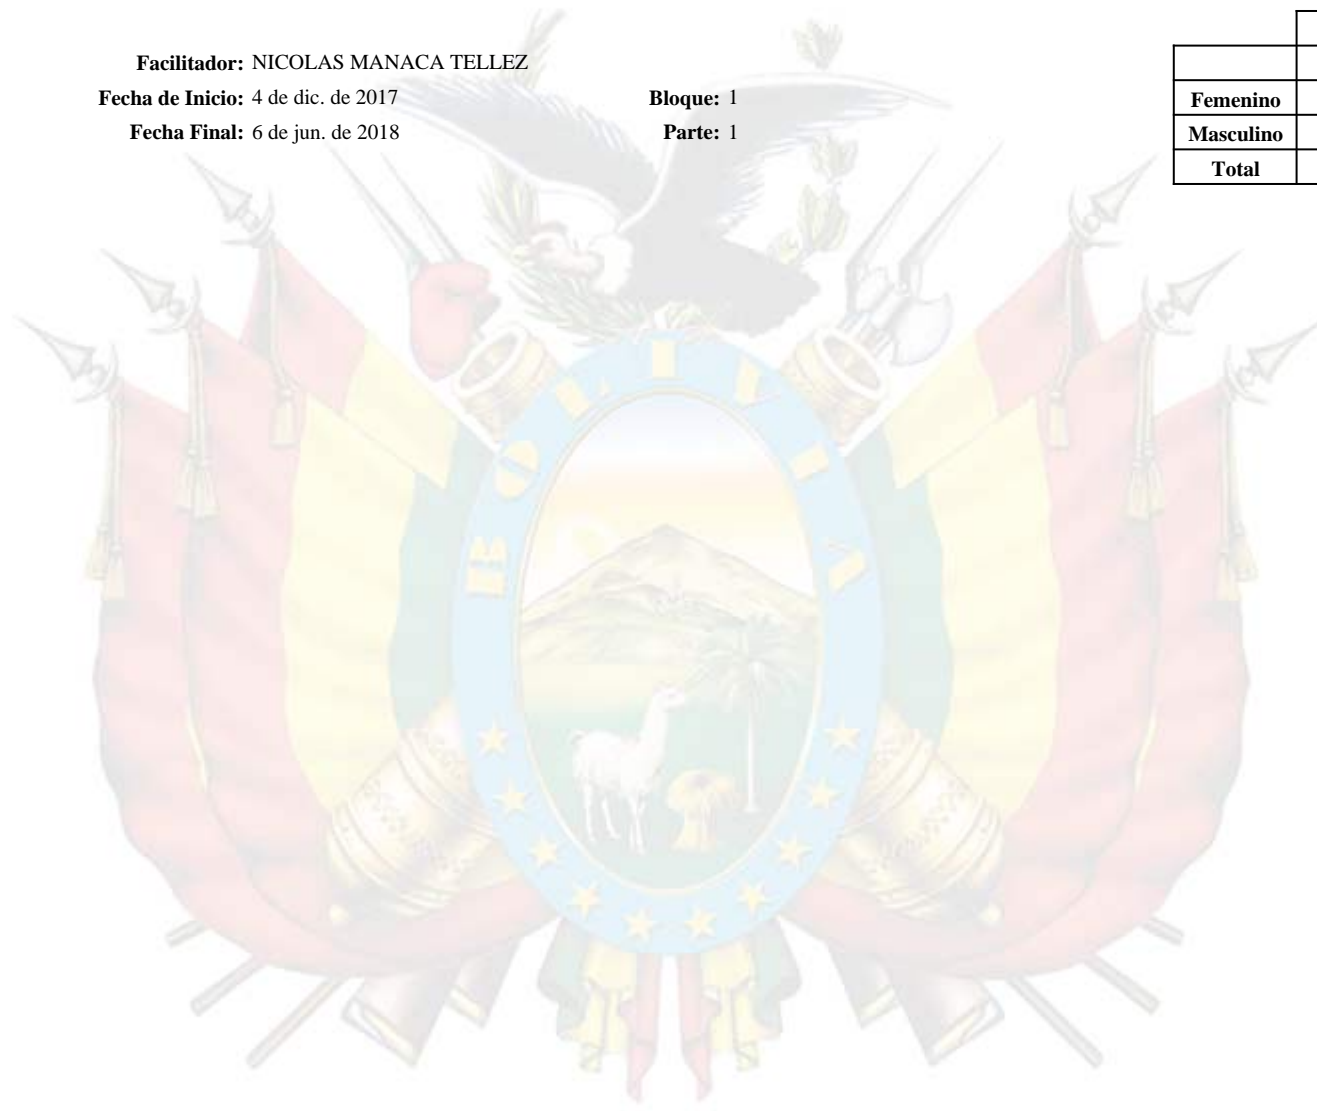 Facilitador: NICOLAS MANACA TELLEZ
Fecha de Inicio: 4 de dic. de 2017 Bloque: 1
Fecha Final: 6 de jun. de 2018 Parte: 1
Femenino
Masculino
Total
BOLIVIA